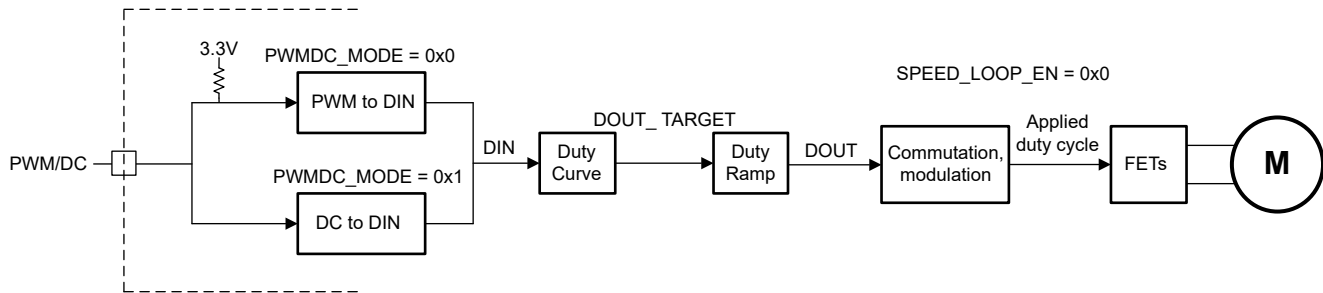 3.3V
PWMDC_MODE = 0x0
PWM to DIN
PWM/DC
PWMDC_MODE = 0x1
DC to DIN
DIN
Duty
Curve
DOUT_ TARGET
Duty
Ramp
DOUT
SPEED_LOOP_EN = 0x0
Commutation,
modulation
Applied
duty cycle
FETs
M